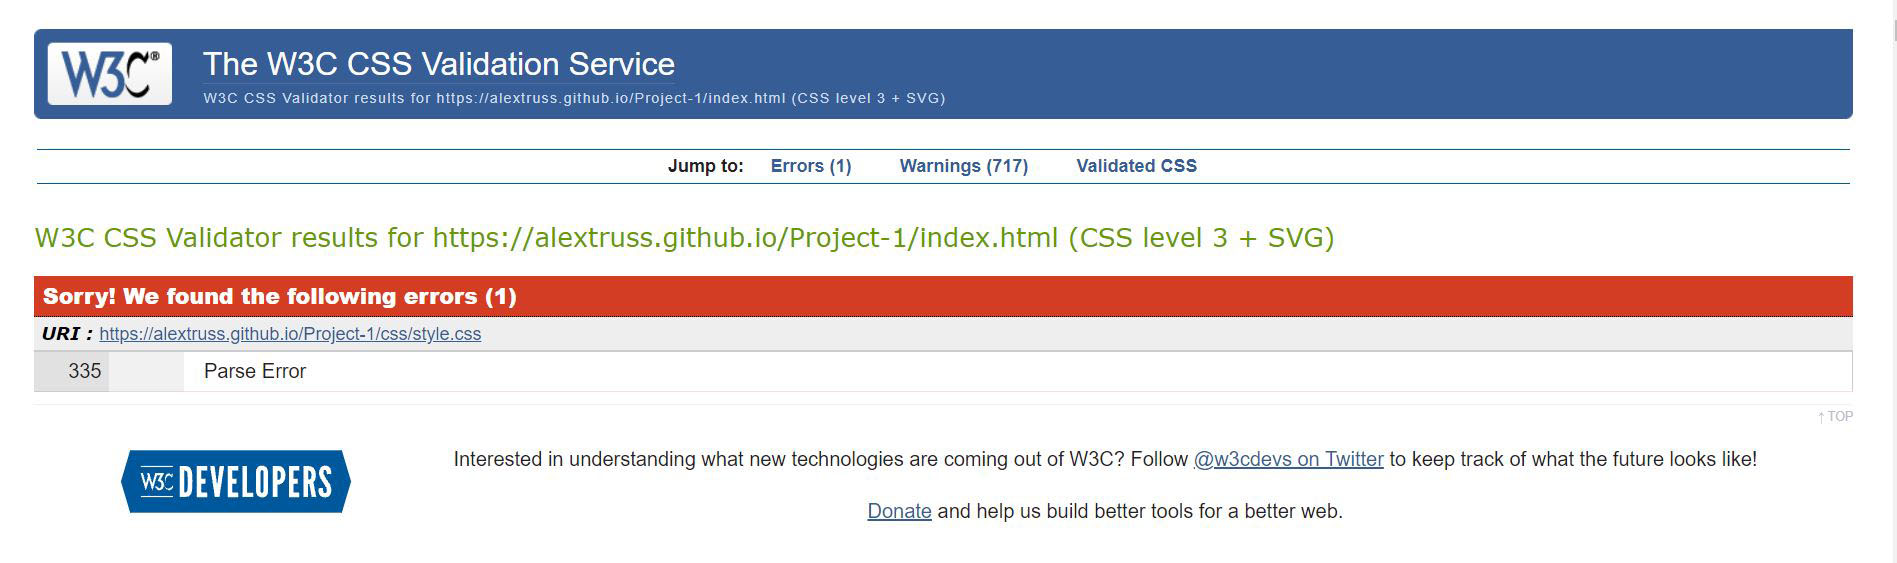 W3C®
The W3C CSS Validation Service
W3C CSS Validator results for https://alextruss.github.io/Project-1/index.html (CSS level 3 + SVG)
Jump to: Errors (1) Warnings (717) Validated CSS
W3C CSS Validator results for https://alextruss.github.io/Project-1/index.html (CSS level 3 + SVG)
Sorry! We found the following errors (1)
URI : https://alextruss.github.io/Project-1/css/style.css
335 Parse Error
↑ TOP
W3C DEVELOPERS
Interested in understanding what new technologies are coming out of W3C? Follow @w3cdevs on Twitter to keep track of what the future looks like!
Donate and help us build better tools for a better web.